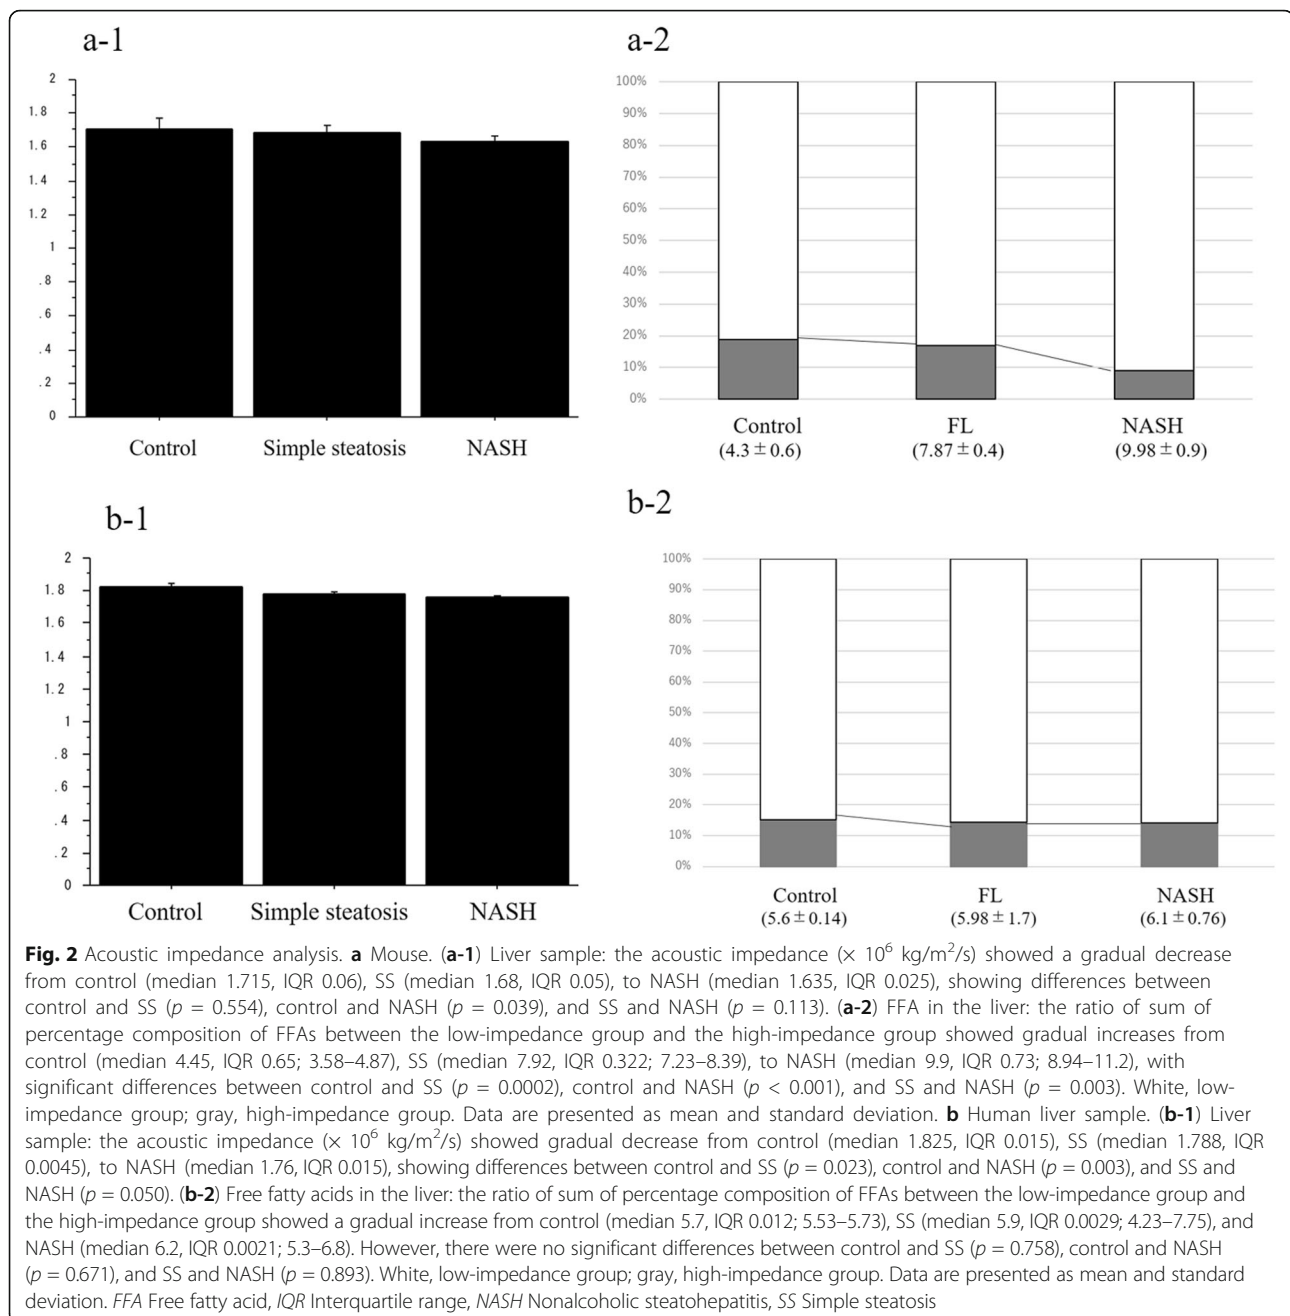 a-1
2
1.8
1.6
1.4
1.2
1
.8
.6
.4
.2
0
Control Simple steatosis NASH
a-2
100%
90%
80%
70%
60%
50%
40%
30%
20%
10%
0%
Control FL NASH
(4.3 ± 0.6) (7.87 ± 0.4) (9.98 ± 0.9)
b-1
2
1.8
1.6
1.4
1.2
1
.8
.6
.4
.2
0
Control Simple steatosis NASH
b-2
100%
90%
80%
70%
60%
50%
40%
30%
20%
10%
0%
Control FL NASH
(5.6 ± 0.14) (5.98 ± 1.7) (6.1 ± 0.76)
Fig. 2 Acoustic impedance analysis. a Mouse. (a-1) Liver sample: the acoustic impedance (× 10⁶ kg/m²/s) showed a gradual decrease
from control (median 1.715, IQR 0.06), SS (median 1.68, IQR 0.05), to NASH (median 1.635, IQR 0.025), showing differences between
control and SS (p = 0.554), control and NASH (p = 0.039), and SS and NASH (p = 0.113). (a-2) FFA in the liver: the ratio of sum of
percentage composition of FFAs between the low-impedance group and the high-impedance group showed gradual increases from
control (median 4.45, IQR 0.65; 3.58–4.87), SS (median 7.92, IQR 0.322; 7.23–8.39), to NASH (median 9.9, IQR 0.73; 8.94–11.2), with
significant differences between control and SS (p = 0.0002), control and NASH (p < 0.001), and SS and NASH (p = 0.003). White, low-
impedance group; gray, high-impedance group. Data are presented as mean and standard deviation. b Human liver sample. (b-1) Liver
sample: the acoustic impedance (× 10⁶ kg/m²/s) showed gradual decrease from control (median 1.825, IQR 0.015), SS (median 1.788, IQR
0.0045), to NASH (median 1.76, IQR 0.015), showing differences between control and SS (p = 0.023), control and NASH (p = 0.003), and SS and
NASH (p = 0.050). (b-2) Free fatty acids in the liver: the ratio of sum of percentage composition of FFAs between the low-impedance group and
the high-impedance group showed a gradual increase from control (median 5.7, IQR 0.012; 5.53–5.73), SS (median 5.9, IQR 0.0029; 4.23–7.75), and
NASH (median 6.2, IQR 0.0021; 5.3–6.8). However, there were no significant differences between control and SS (p = 0.758), control and NASH
(p = 0.671), and SS and NASH (p = 0.893). White, low-impedance group; gray, high-impedance group. Data are presented as mean and standard
deviation. FFA Free fatty acid, IQR Interquartile range, NASH Nonalcoholic steatohepatitis, SS Simple steatosis